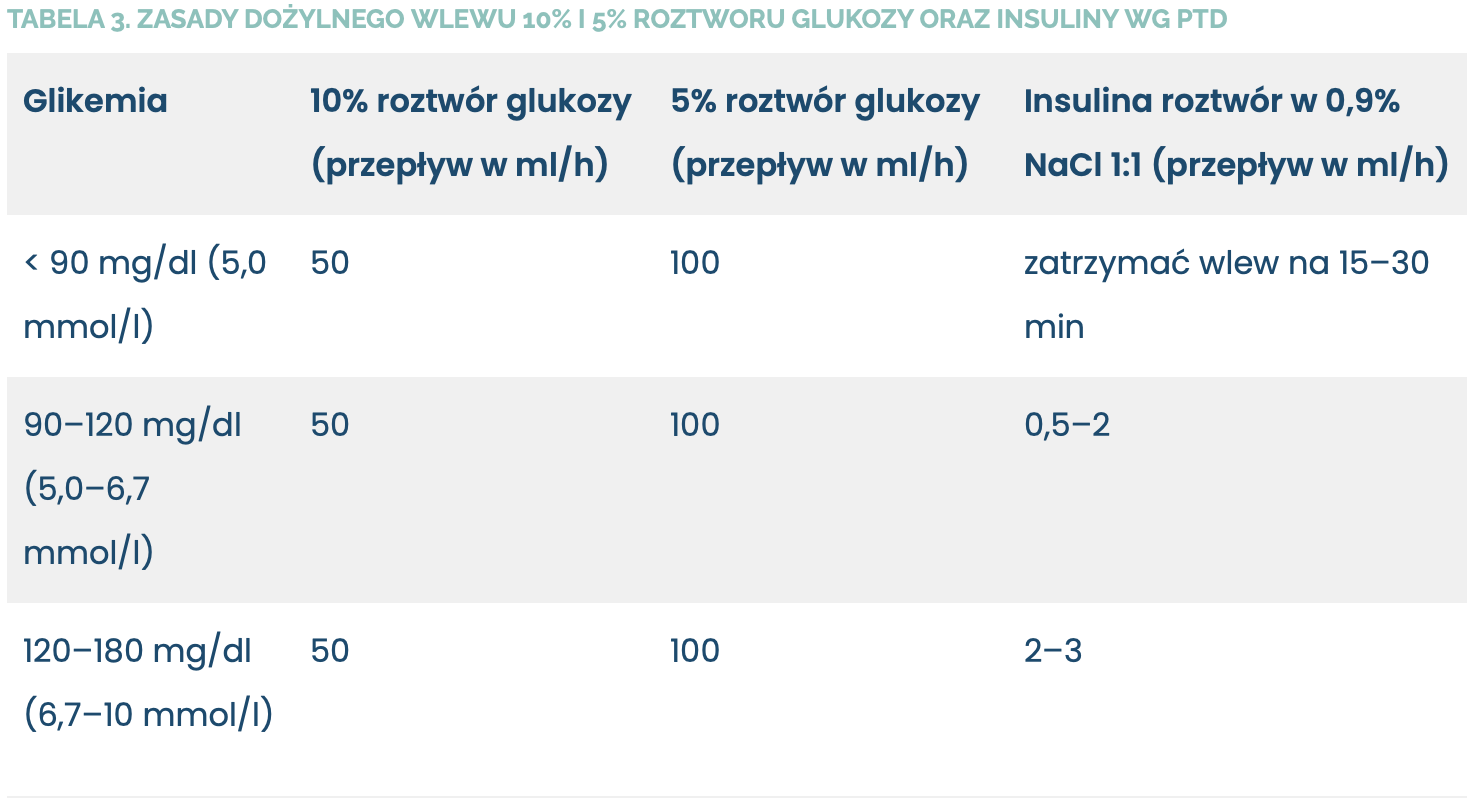 TABELA 3. ZASADY DOŻYLNEGO WLEWU 10% I 5% ROZTWORU GLUKOZY ORAZ INSULINY WG PTD
Glikemia
10% roztwór glukozy
(przepływ w ml/h)
5% roztwór glukozy
(przepływ w ml/h)
Insulina roztwór w 0,9%
NaCl 1:1 (przepływ w ml/h)
< 90 mg/dl (5,0
mmol/l)
50
100
zatrzymać wlew na 15–30
min
90–120 mg/dl
(5,0–6,7
mmol/l)
50
100
0,5–2
120–180 mg/dl
(6,7–10 mmol/l)
50
100
2–3